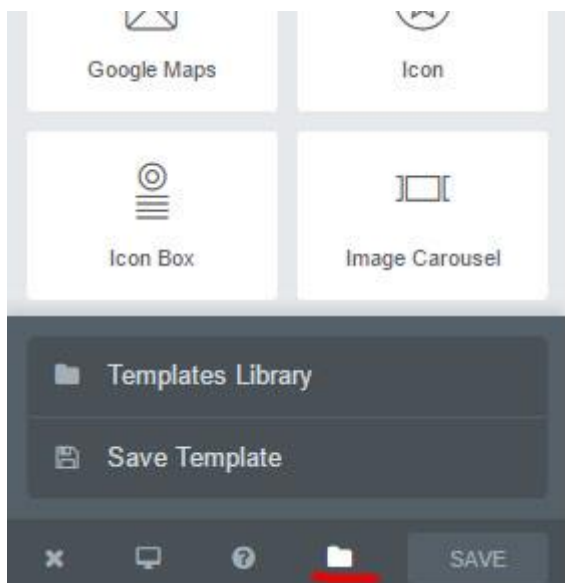 Google Maps Icon
Icon Box Image Carousel
Templates Library
Save Template
SAVE